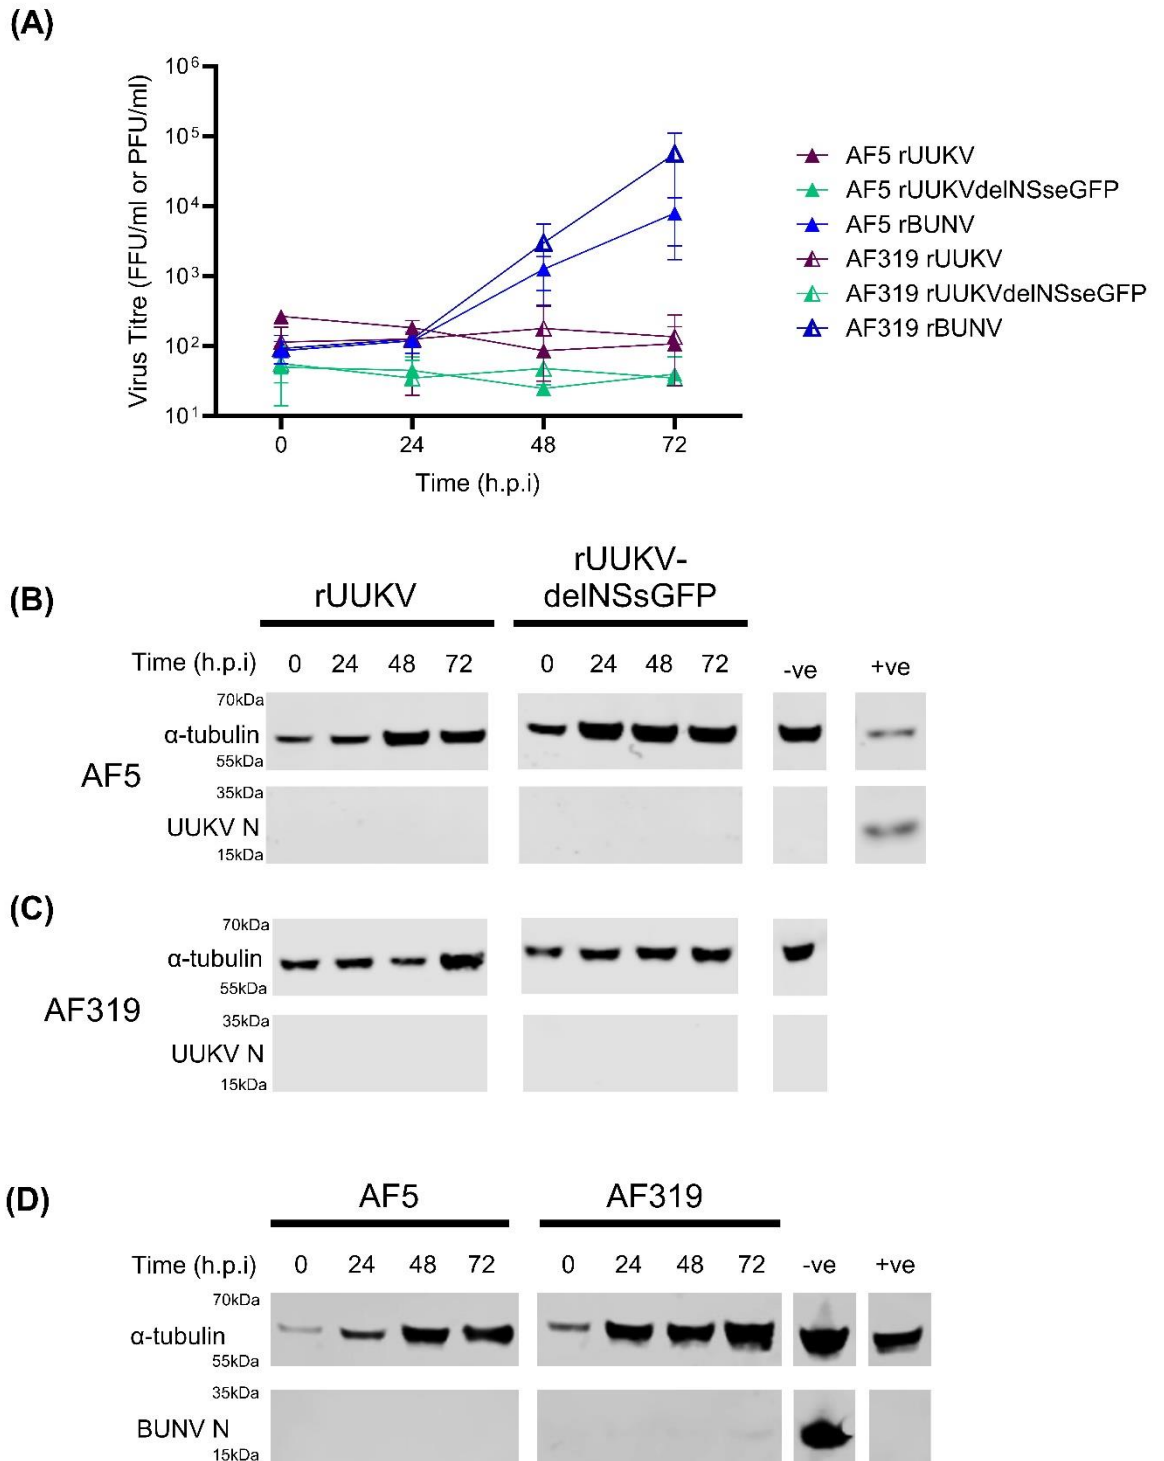 (A)
10⁶
10⁵
10⁴
10³
10²
10¹
Virus Titre (FFU/ml or PFU/ml)
0 24 48 72
Time (h.p.i)
AF5 rUUKV
AF5 rUUKVdelNSseGFP
AF5 rBUNV
AF319 rUUKV
AF319 rUUKVdelNSseGFP
AF319 rBUNV
(B)
rUUKV
rUUKV-
delNSsGFP
Time (h.p.i) 0 24 48 72 0 24 48 72 -ve +ve
70kDa
α-tubulin
55kDa
AF5
35kDa
UUKV N
15kDa
(C)
70kDa
α-tubulin
55kDa
AF319
35kDa
UUKV N
15kDa
(D)
AF5 AF319
Time (h.p.i) 0 24 48 72 0 24 48 72 -ve +ve
70kDa
α-tubulin
55kDa
35kDa
BUNV N
15kDa